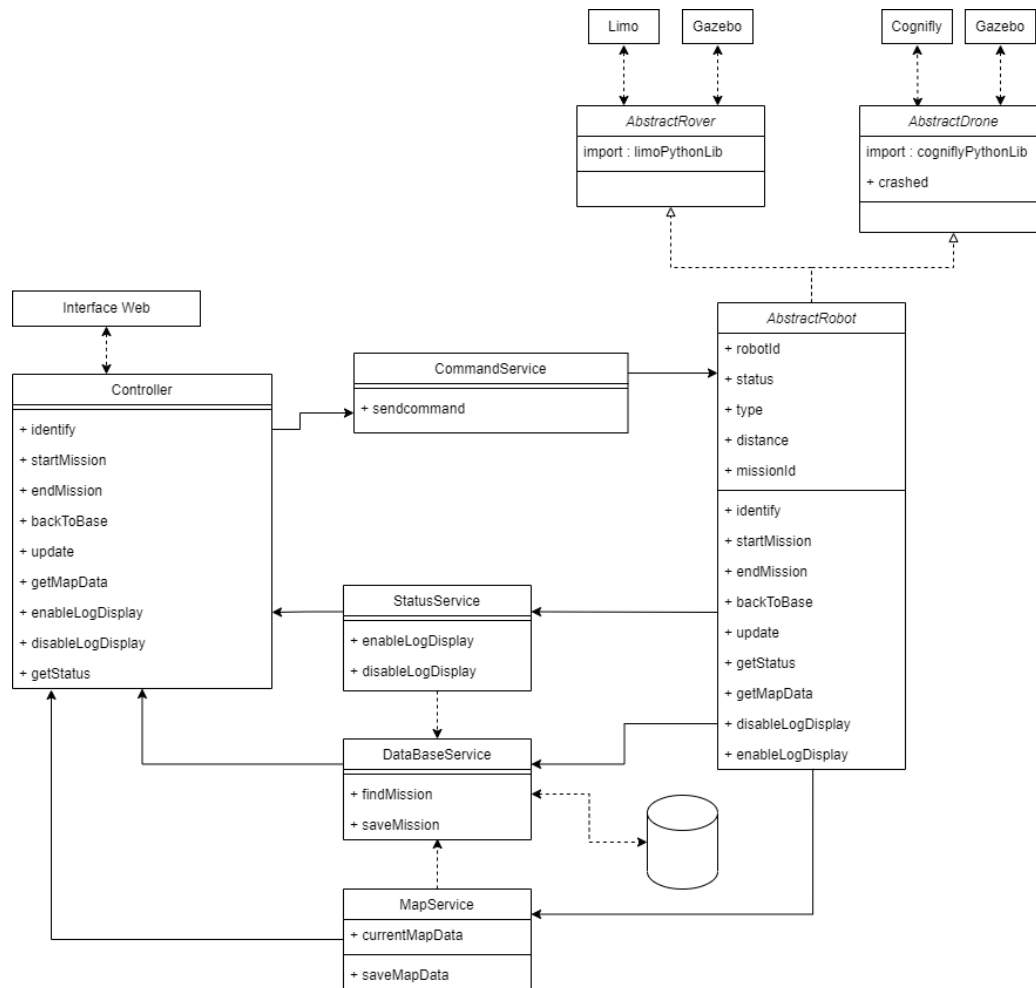 Limo
Gazebo
Cognifly
Gazebo
AbstractRover
import : limoPythonLib
AbstractDrone
import : cogniflyPythonLib
+ crashed
Interface Web
Controller
+ identify
+ startMission
+ endMission
+ backToBase
+ update
+ getMapData
+ enableLogDisplay
+ disableLogDisplay
+ getStatus
CommandService
+ sendcommand
AbstractRobot
+ robotId
+ status
+ type
+ distance
+ missionId
+ identify
+ startMission
+ endMission
+ backToBase
+ update
+ getStatus
+ getMapData
+ disableLogDisplay
+ enableLogDisplay
StatusService
+ enableLogDisplay
+ disableLogDisplay
DataBaseService
+ findMission
+ saveMission
MapService
+ currentMapData
+ saveMapData